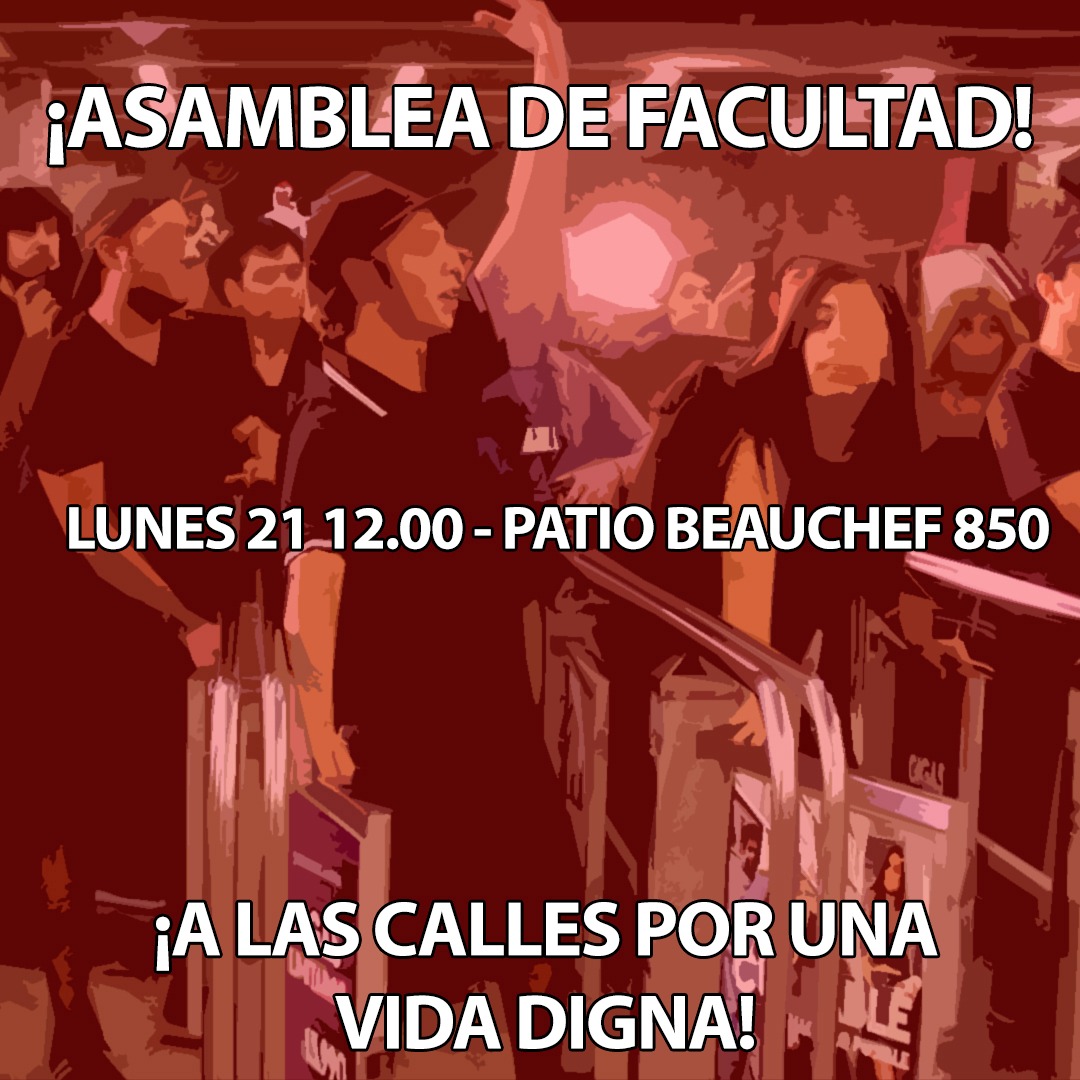 ¡ASAMBLEA DE FACULTAD!
LUNES 21 12.00 - PATIO BEAUCHEF 850
¡A LAS CALLES POR UNA
VIDA DIGNA!